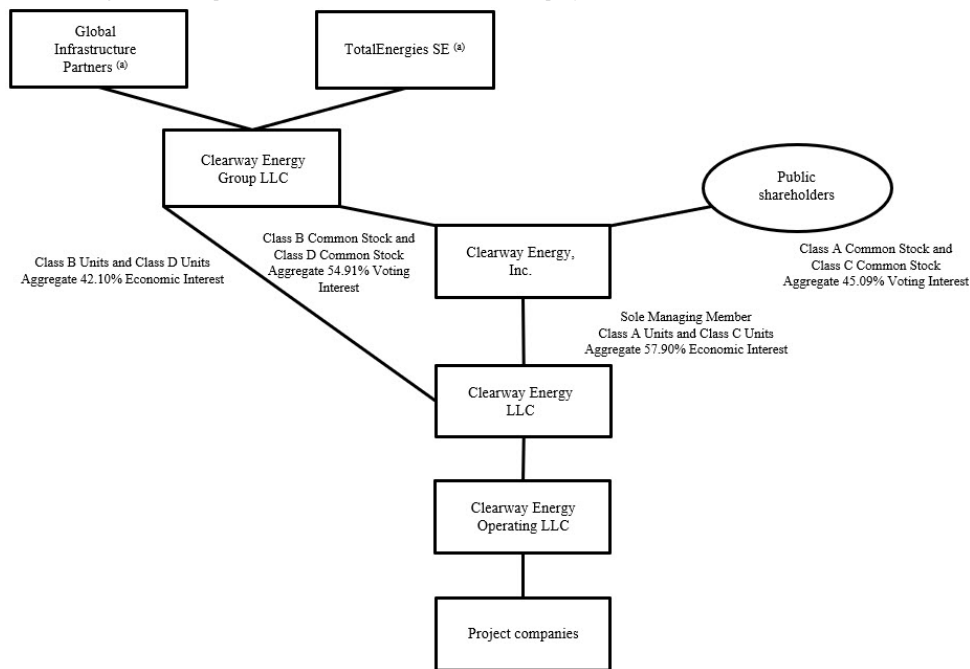 Global
Infrastructure
Partners (a)
TotalEnergies SE (a)
Clearway Energy
Group LLC
Public
shareholders
Class B Units and Class D Units
Aggregate 42.10% Economic Interest
Class B Common Stock and
Class D Common Stock
Aggregate 54.91% Voting
Interest
Clearway Energy,
Inc.
Class A Common Stock and
Class C Common Stock
Aggregate 45.09% Voting Interest
Sole Managing Member
Class A Units and Class C Units
Aggregate 57.90% Economic Interest
Clearway Energy
LLC
Clearway Energy
Operating LLC
Project companies